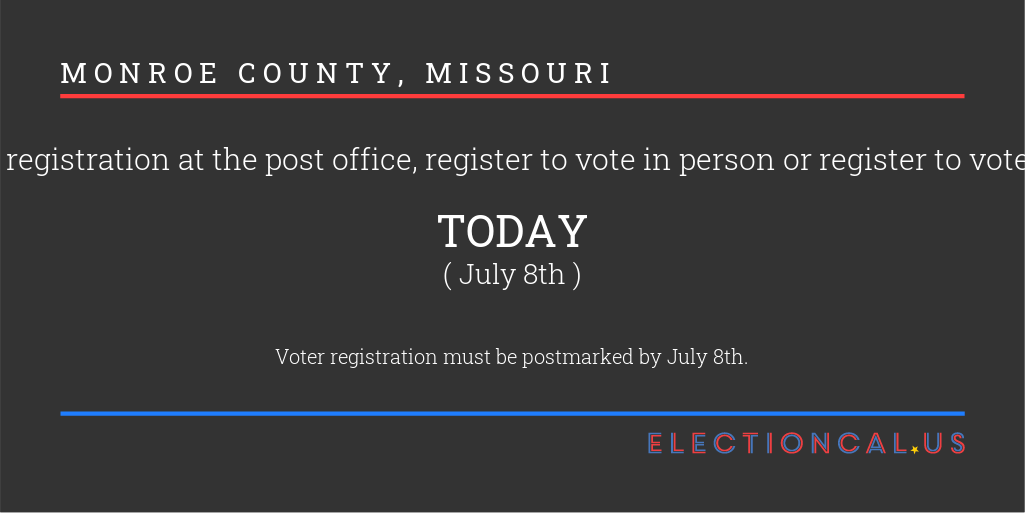 MONROE COUNTY, MISSOURI
registration at the post office, register to vote in person or register to vote
TODAY
( July 8th )
Voter registration must be postmarked by July 8th.
ELECTIONCAL.US